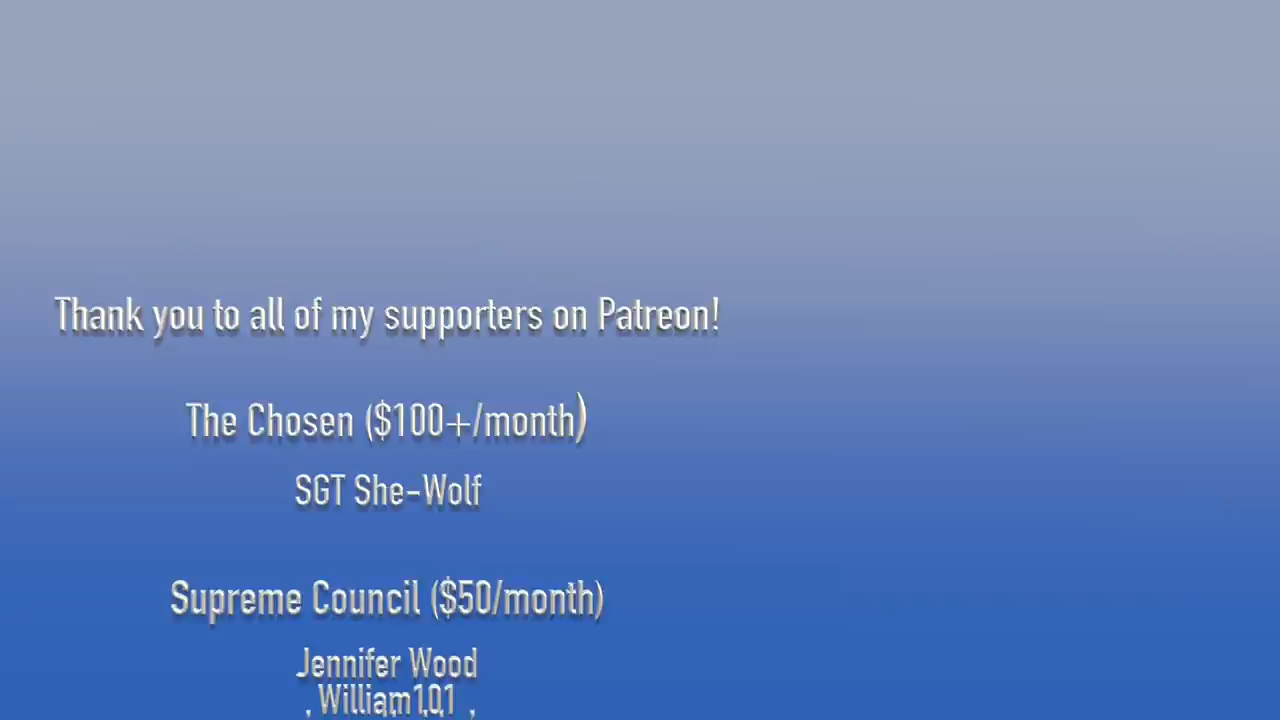 Thank you to all of my supporters on Patreon!
The Chosen ($100+/month)
SGT She-Wolf
Supreme Council ($50/month)
Jennifer Wood
William101